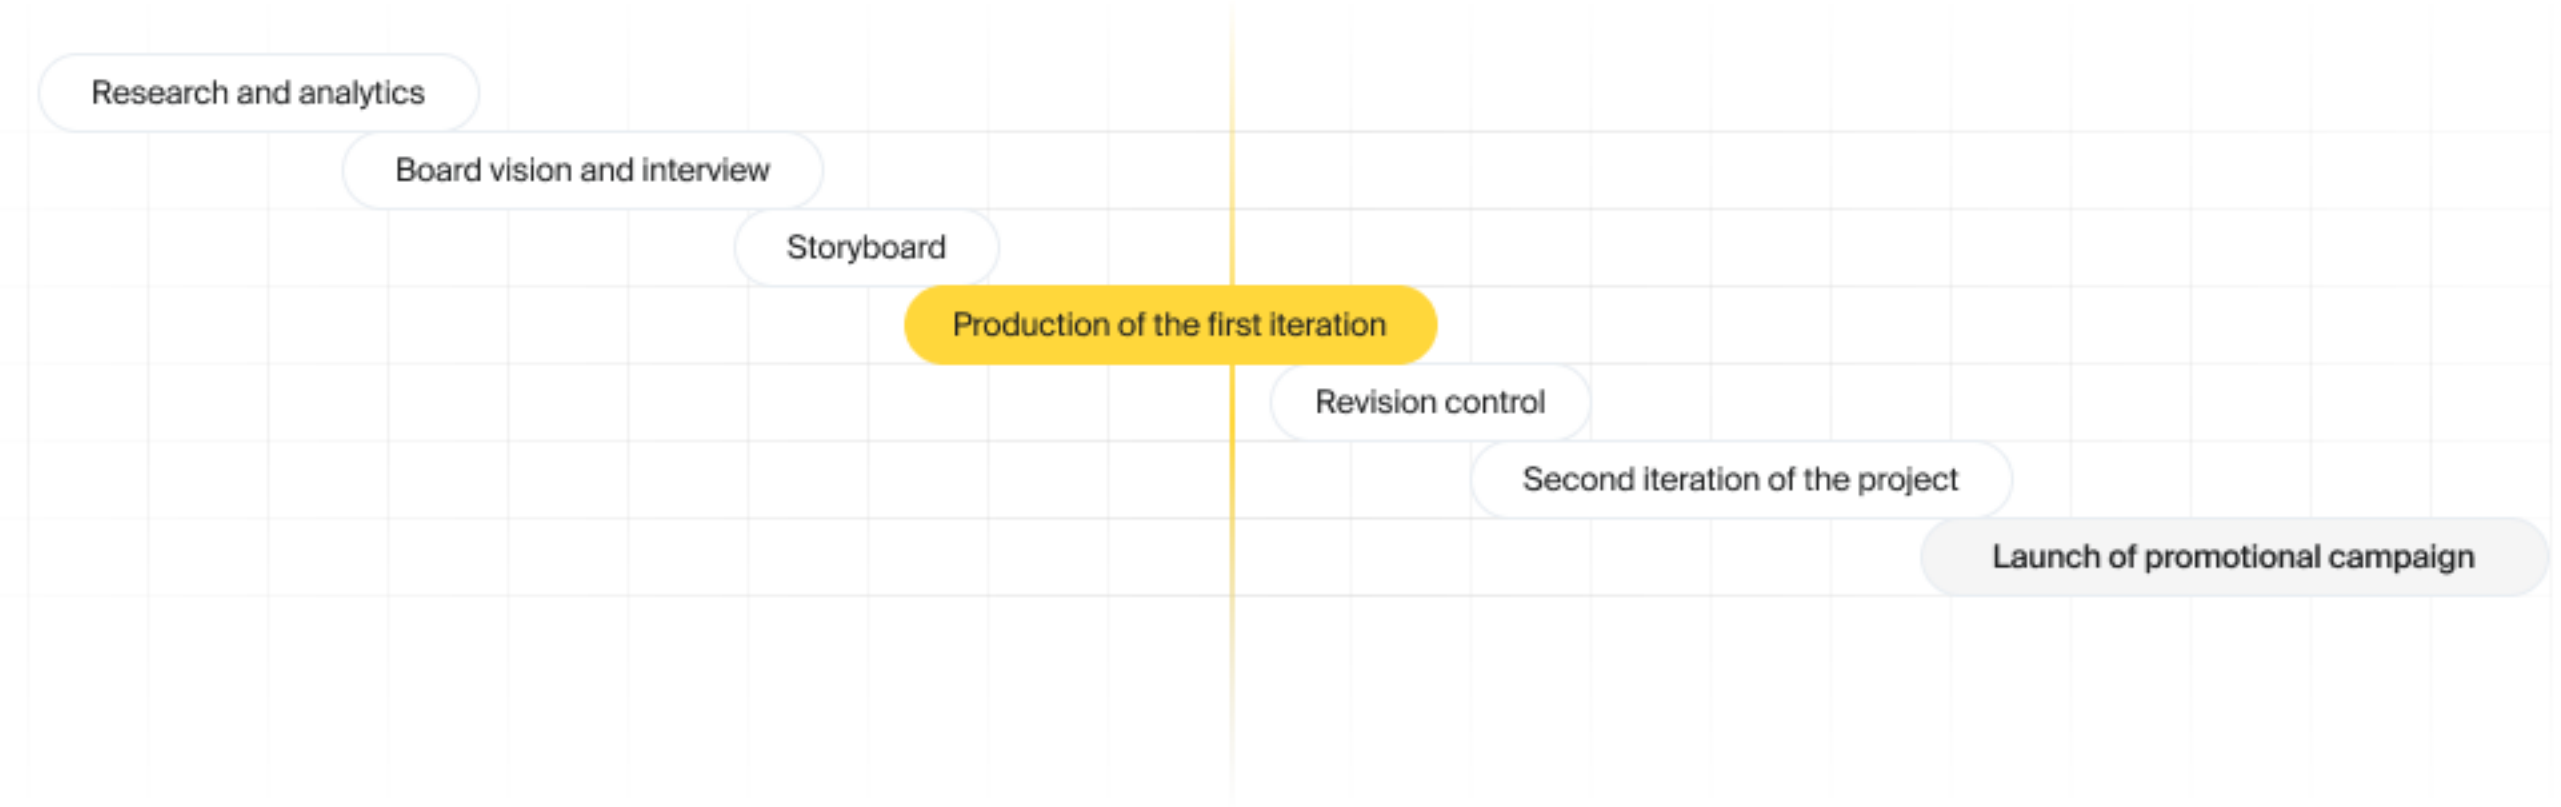 Research and analytics
Board vision and interview
Storyboard
Production of the first iteration
Revision control
Second iteration of the project
Launch of promotional campaign